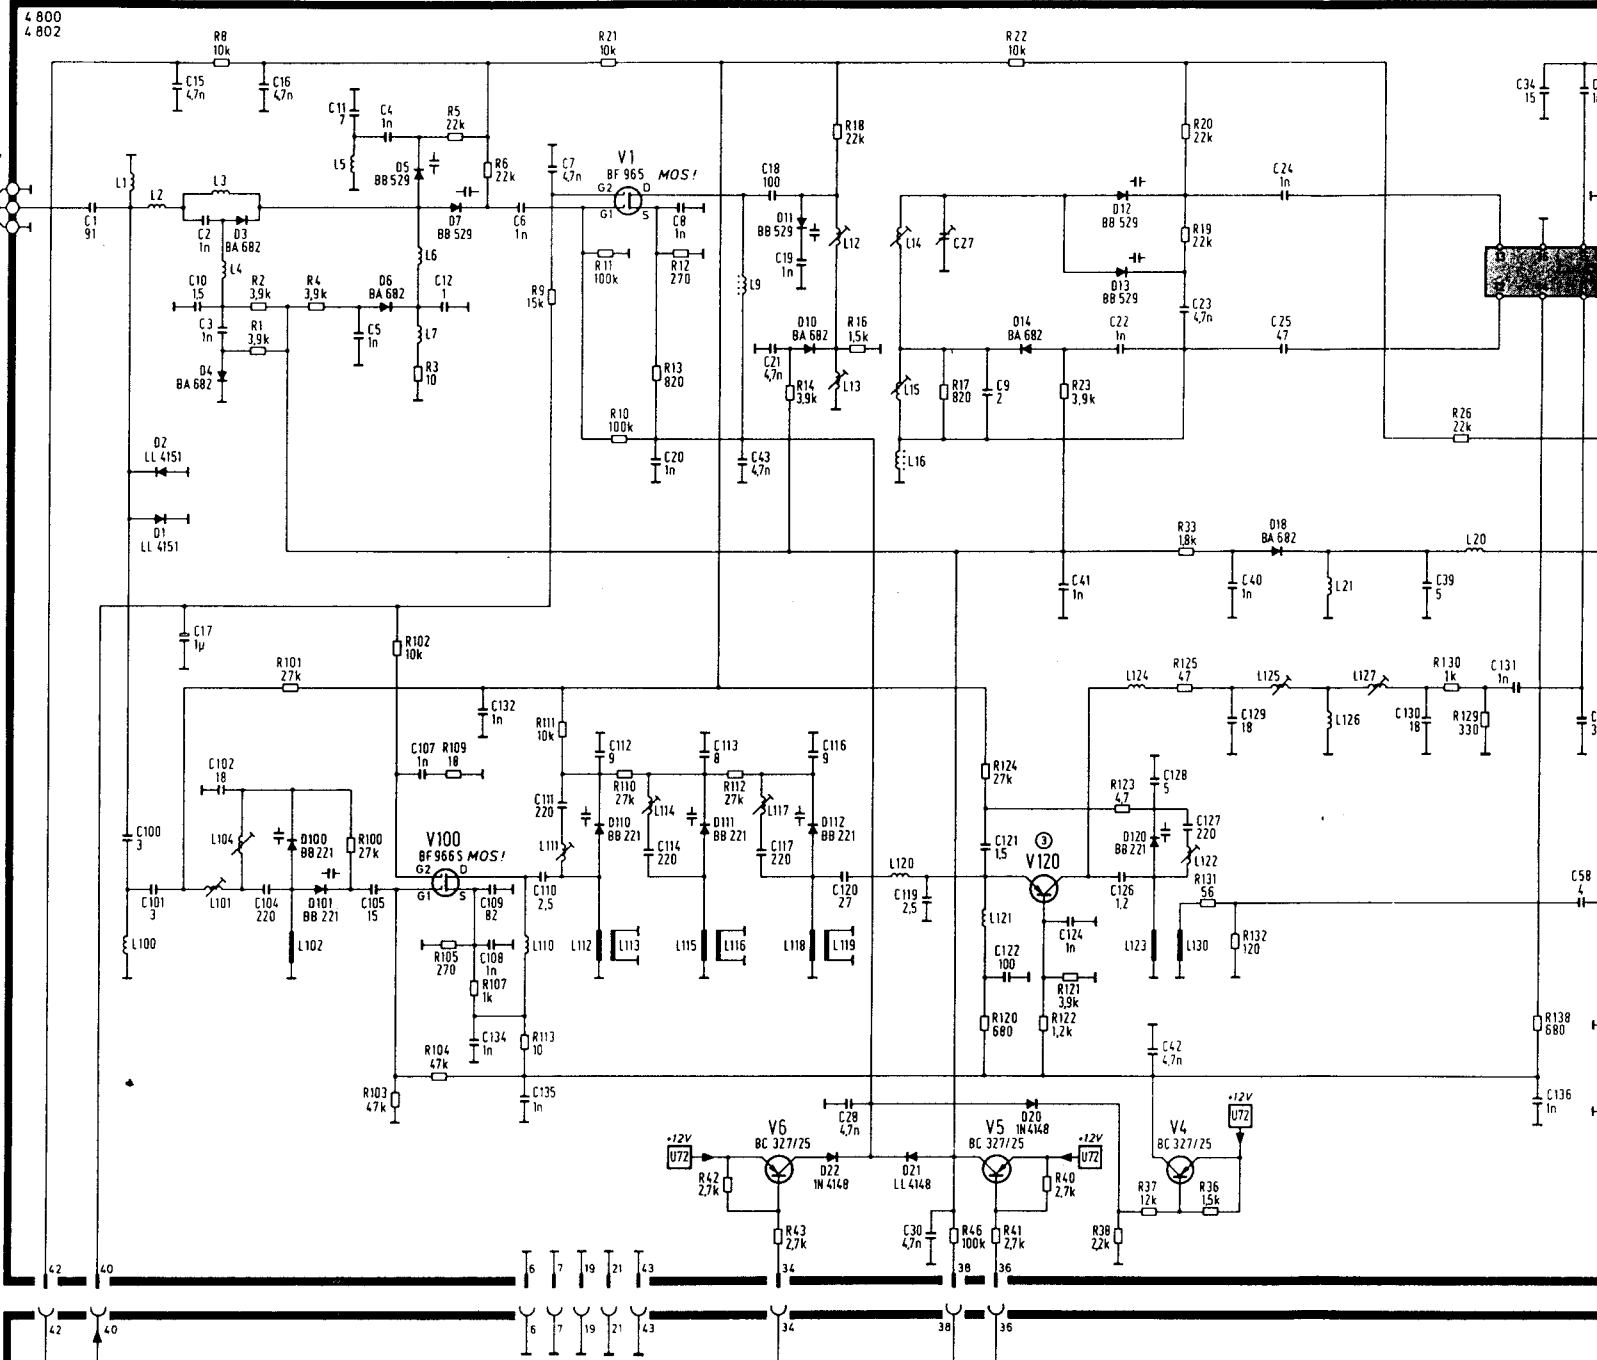 4 800
4 802
R8
10k
R21
10k
R22
10k
C15
4,7n
C16
4,7n
C34
15
C11
7
C4
1n
R5
22k
R18
22k
R20
22k
L5
D5
BB 529
R6
22k
C7
4,7n
V1
BF 965
MOS!
G2
D
G1
S
C18
100
C24
1n
L1
L2
L3
C1
91
C2
1n
D3
BA 682
D7
BB 529
C6
1n
C8
1n
D11
BB 529
L12
L14
C27
D12
BB 529
R19
22k
L4
L6
R11
100k
R12
270
C19
1n
D13
BB 529
C10
1,5
R2
3,9k
R4
3,9k
D6
BA 682
C12
1
R9
15k
L9
C23
4,7n
C3
1n
R1
3,9k
C5
1n
L7
D10
BA 682
R16
1,5k
D14
BA 682
C22
1n
C25
47
D4
BA 682
R3
10
R13
820
C21
4,7n
R14
3,9k
L13
L15
R17
820
C9
2
R23
3,9k
R10
100k
R26
22k
D2
LL 4151
C20
1n
C43
4,7n
L16
D1
LL 4151
R33
1,8k
D18
BA 682
L20
C41
1n
C40
1n
L21
C39
5
C17
1µ
R102
10k
R101
27k
L124
R125
47
L125
L127
R130
1k
C131
1n
C132
1n
R111
10k
C129
18
L126
C130
18
R129
330
C112
9
C113
8
C116
9
C107
1n
R109
18
C102
18
R110
27k
R112
27k
R124
27k
R123
4,7
C128
5
C111
220
L114
L117
C127
220
C100
3
L104
D100
BB 221
R100
27k
V100
BF 966 S MOS!
L111
D110
BB 221
D111
BB 221
D112
BB 221
C114
220
C117
220
C121
1,5
3
V120
D120
BB 221
L122
G2
D
G1
S
C101
3
L101
C104
220
D101
BB 221
C105
15
C109
82
C110
2,5
C120
27
L120
C119
2,5
C126
1,2
R131
56
C58
4
L100
L102
R105
270
C108
1n
L110
L112
L113
L115
L116
L118
L119
L121
C124
1n
L123
L130
R132
120
R107
1k
C122
100
R121
3,9k
C134
1n
R113
10
R120
680
R122
1,2k
R138
680
R104
47k
C42
4,7n
R103
47k
C135
1n
C136
1n
C28
4,7n
D20
1N 4148
+12V
U72
+12V
U72
V6
BC 327/25
V5
BC 327/25
+12V
U72
V4
BC 327/25
R42
2,7k
D22
1N 4148
D21
LL 4148
R40
2,7k
R37
12k
R36
1,5k
R43
2,7k
C30
4,7n
R46
100k
R41
2,7k
R38
2,2k
42
40
6
7
19
21
43
34
38
36
42
40
6
7
19
21
43
34
38
36